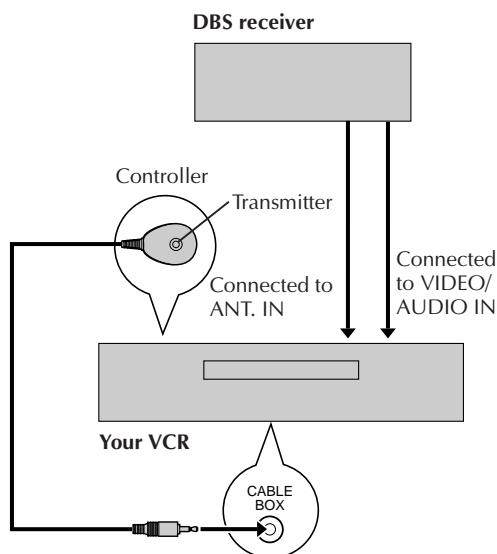 DBS receiver
Controller
Transmitter
Connected to
ANT. IN
Connected
to VIDEO/
AUDIO IN
Your VCR
CABLE
BOX